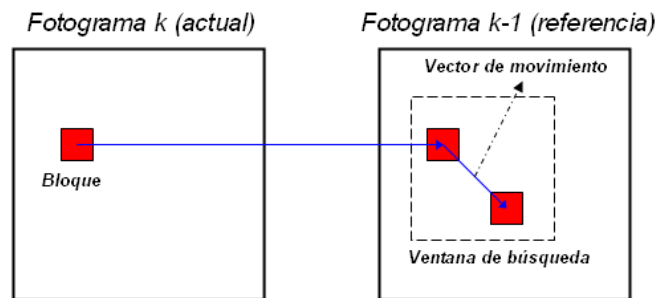 Fotograma k (actual)
Fotograma k-1 (referencia)
Vector de movimiento
Bloque
Ventana de búsqueda